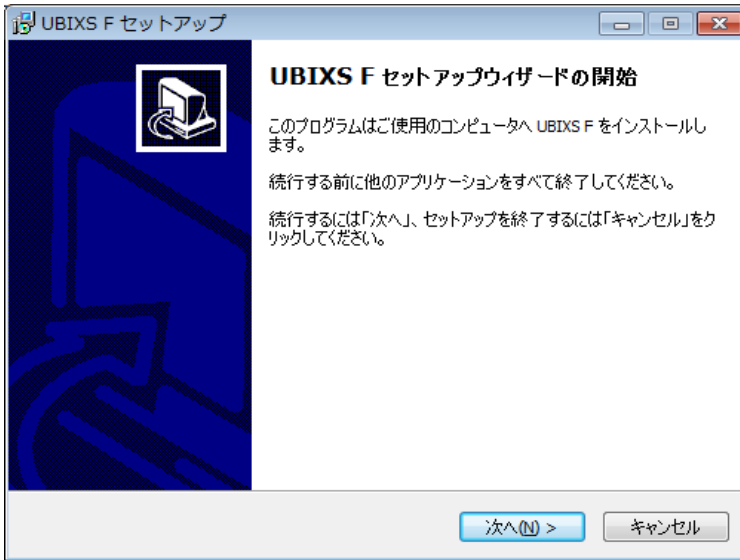 UBIXS F セットアップ
UBIXS F セットアップウィザードの開始
このプログラムはご使用のコンピュータへ UBIXS F をインストールし
ます。
続行する前に他のアプリケーションをすべて終了してください。
続行するには「次へ」、セットアップを終了するには「キャンセル」をク
リックしてください。
次へ(N) >
キャンセル